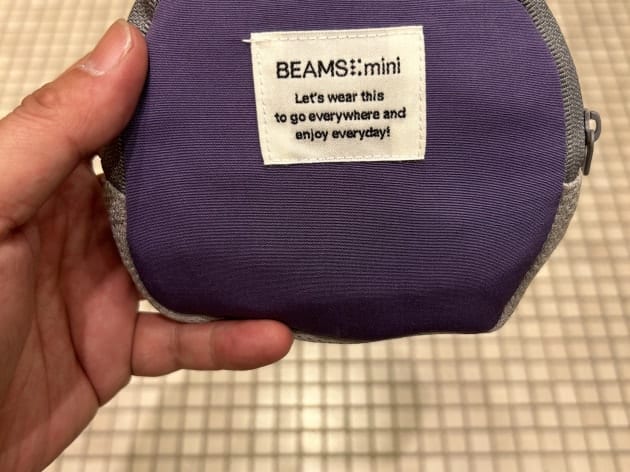 BEAMS mini
Let's wear this
to go everywhere and
enjoy everyday!